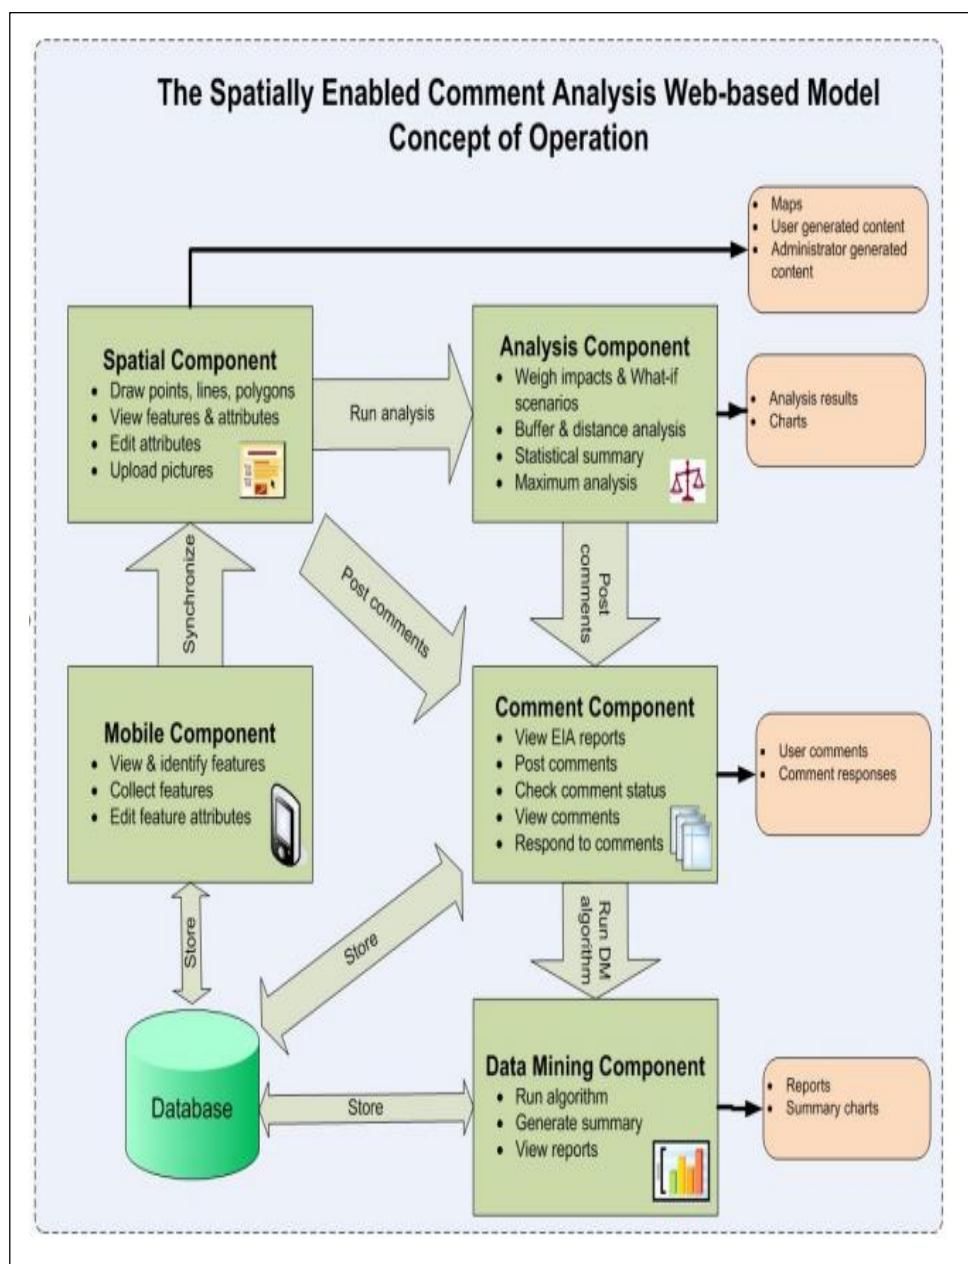 The Spatially Enabled Comment Analysis Web-based Model
Concept of Operation
• Maps
• User generated content
• Administrator generated
content
Spatial Component
• Draw points, lines, polygons
• View features & attributes
• Edit attributes
• Upload pictures
Run analysis
Analysis Component
• Weigh impacts & What-if
scenarios
• Buffer & distance analysis
• Statistical summary
• Maximum analysis
• Analysis results
• Charts
Synchronize
Post comments
Post
comments
Mobile Component
• View & identify features
• Collect features
• Edit feature attributes
Comment Component
• View EIA reports
• Post comments
• Check comment status
• View comments
• Respond to comments
• User comments
• Comment responses
Store
Store
Run DM
algorithm
Database
Store
Data Mining Component
• Run algorithm
• Generate summary
• View reports
• Reports
• Summary charts